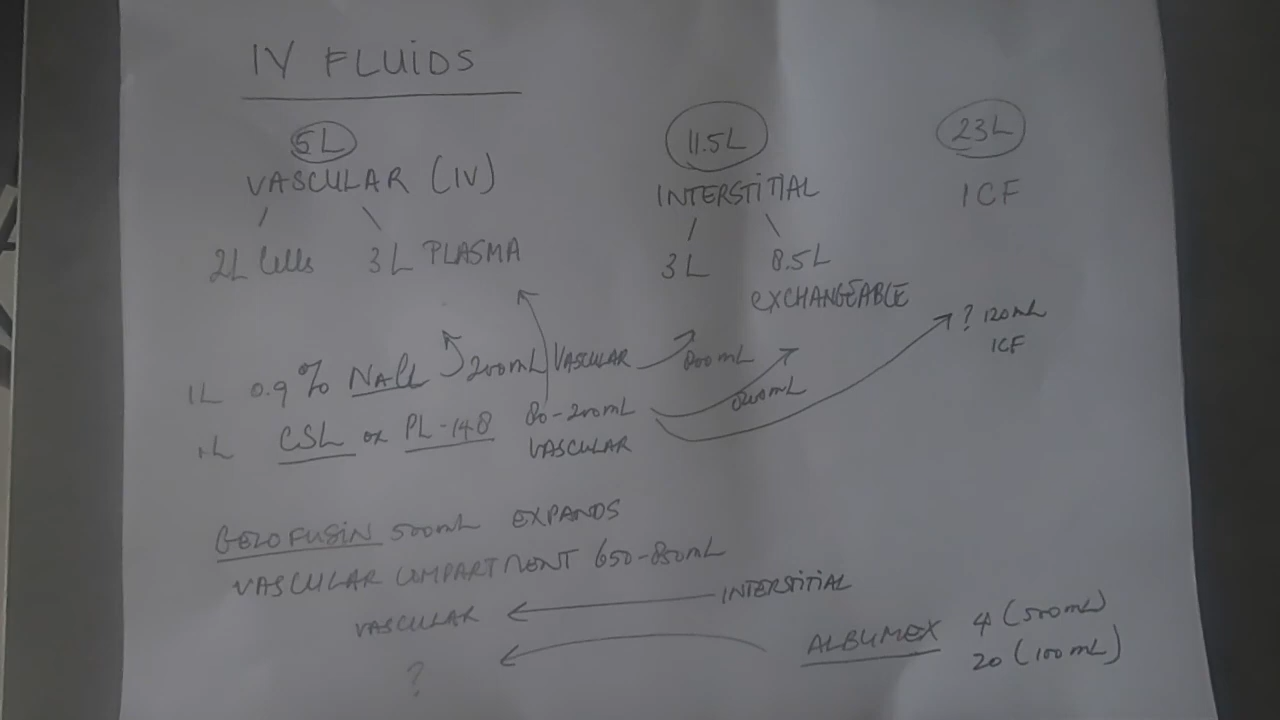 IV FLUIDS
5L
11.5L
23L
VASCULAR (IV)
INTERSTITIAL
ICF
2L Cells
3L PLASMA
3L
8.5L
EXCHANGEABLE
1L 0.9% NaCl
200mL VASCULAR
800mL
? 120mL
ICF
1L CSL or PL-148
80-200mL
VASCULAR
GELOFUSIN 500mL EXPANDS
VASCULAR COMPARTMENT 650-850mL
VASCULAR
INTERSTITIAL
?
ALBUMEX
4 (500mL)
20 (100mL)